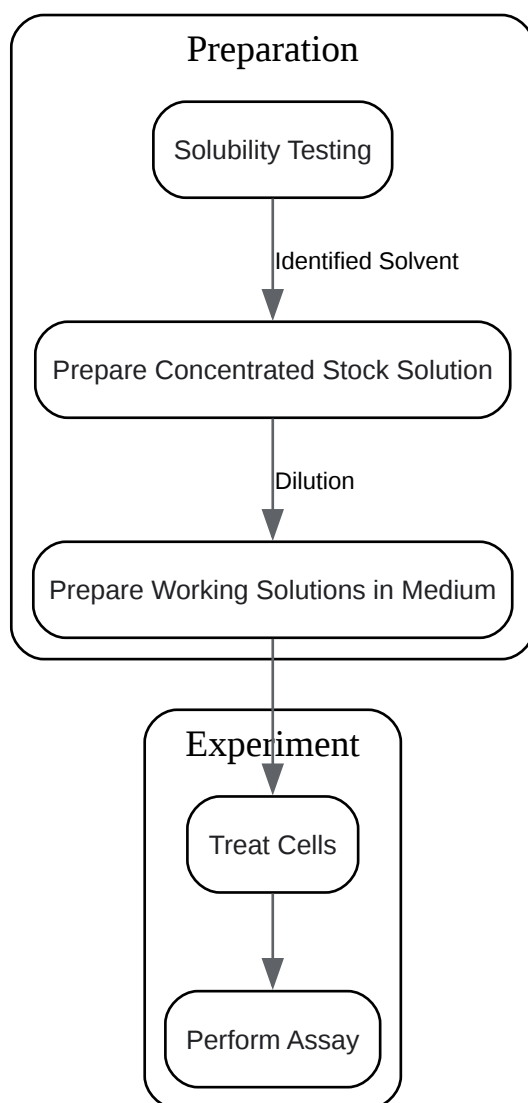 Preparation
Solubility Testing
Identified Solvent
Prepare Concentrated Stock Solution
Dilution
Prepare Working Solutions in Medium
Experiment
Treat Cells
Perform Assay